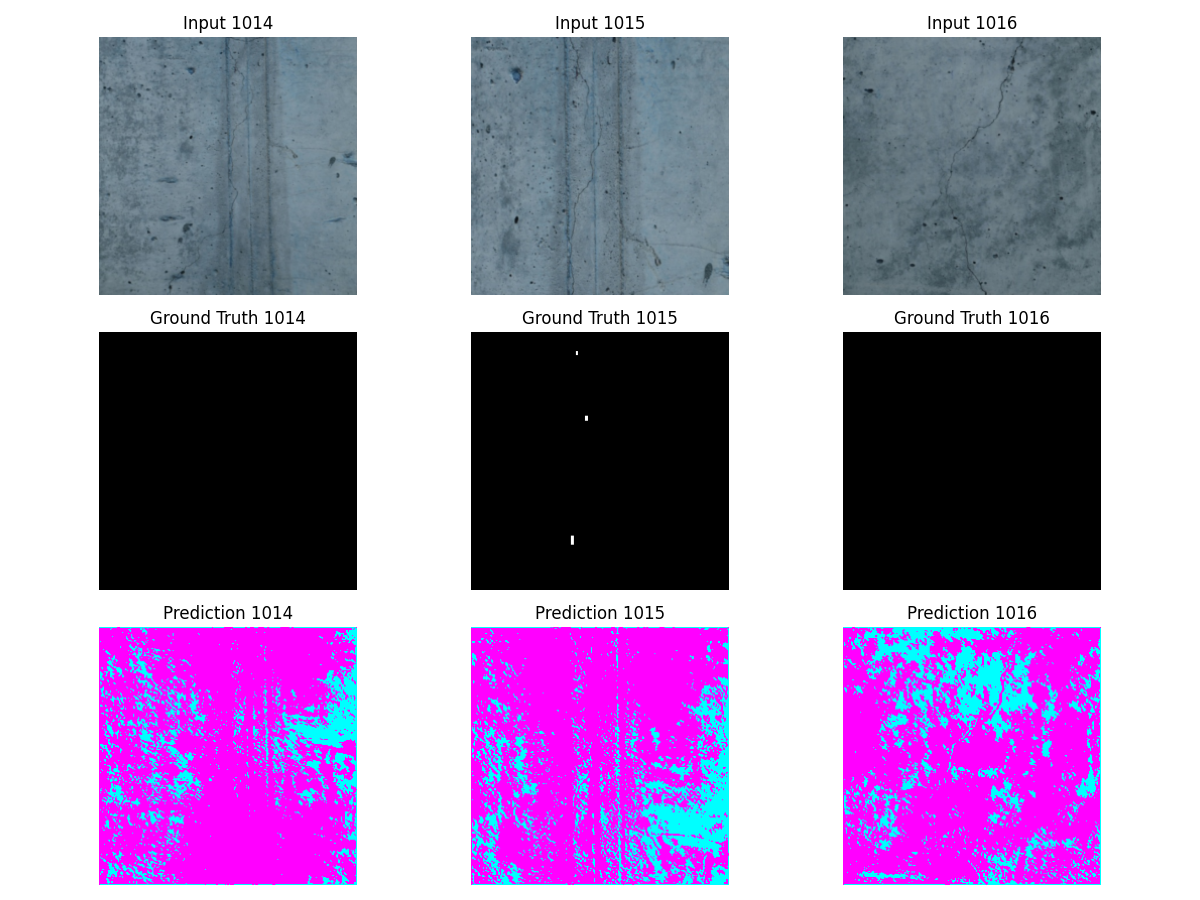 Input 1014
Input 1015
Input 1016
Ground Truth 1014
Ground Truth 1015
Ground Truth 1016
Prediction 1014
Prediction 1015
Prediction 1016